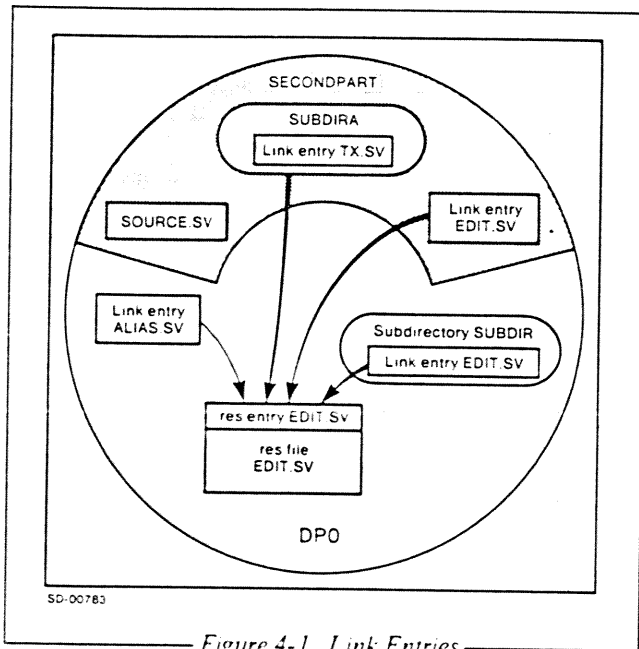 SECONDPART
SUBDIRA
Link entry TX.SV
SOURCE.SV
Link entry
EDIT.SV
Link entry
ALIAS.SV
Subdirectory SUBDIR
Link entry EDIT.SV
res entry EDIT.SV
res file
EDIT.SV
DP0
SD-00783
Figure 4-1 Link Entries